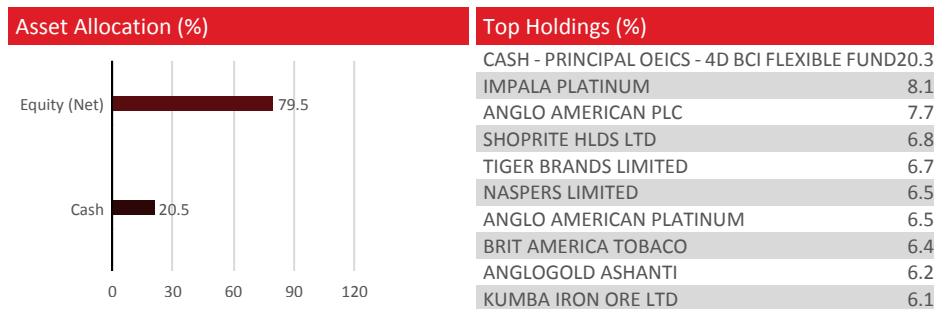 Asset Allocation (%)
Equity (Net)
79.5
Cash
20.5
0 30 60 90 120
Top Holdings (%)
CASH - PRINCIPAL OEICS - 4D BCI FLEXIBLE FUND20.3
IMPALA PLATINUM 8.1
ANGLO AMERICAN PLC 7.7
SHOPRITE HLDS LTD 6.8
TIGER BRANDS LIMITED 6.7
NASPERS LIMITED 6.5
ANGLO AMERICAN PLATINUM 6.5
BRIT AMERICA TOBACO 6.4
ANGLOGOLD ASHANTI 6.2
KUMBA IRON ORE LTD 6.1